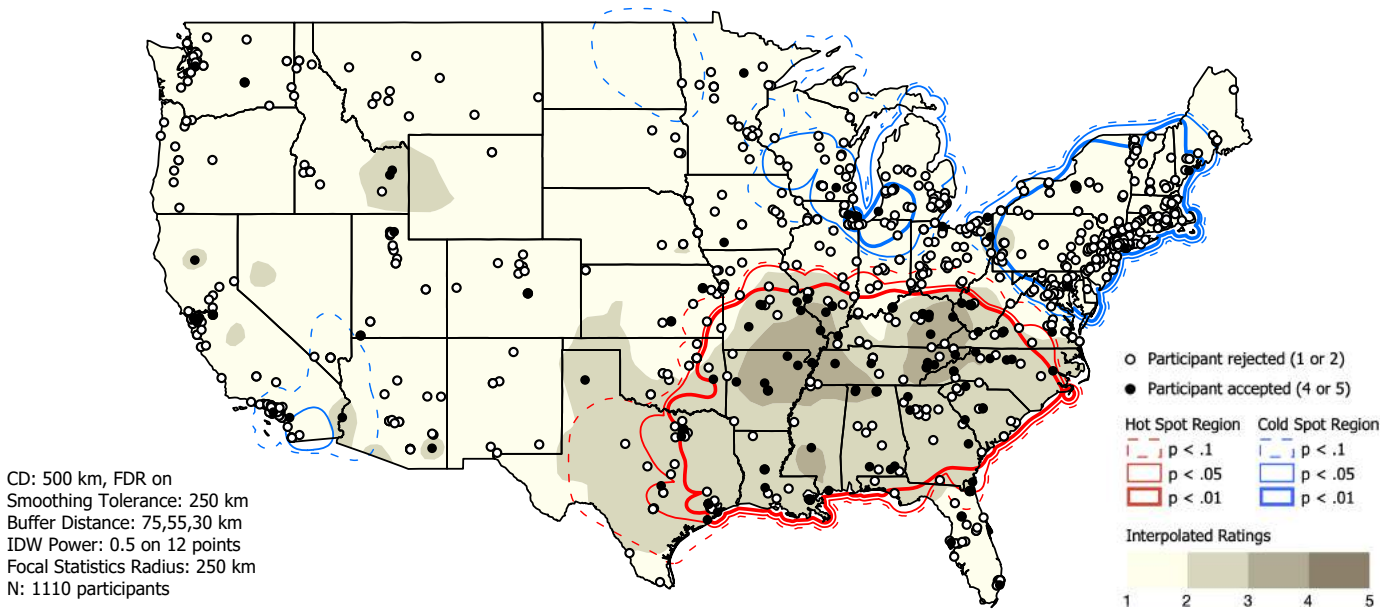 CD: 500 km, FDR on
Smoothing Tolerance: 250 km
Buffer Distance: 75,55,30 km
IDW Power: 0.5 on 12 points
Focal Statistics Radius: 250 km
N: 1110 participants
Participant rejected (1 or 2)
Participant accepted (4 or 5)
Hot Spot Region Cold Spot Region
p < .1 p < .1
p < .05 p < .05
p < .01 p < .01
Interpolated Ratings
1 2 3 4 5